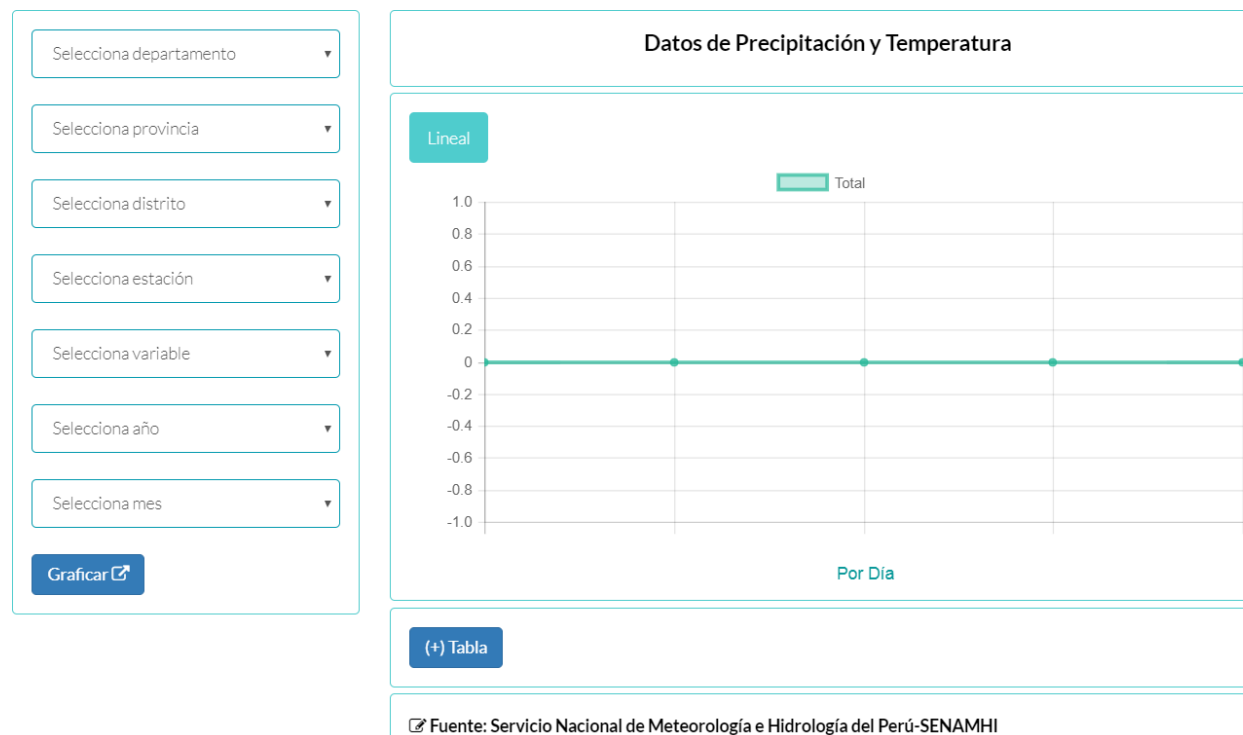 Selecciona departamento
Selecciona provincia
Selecciona distrito
Selecciona estación
Selecciona variable
Selecciona año
Selecciona mes
Graficar
Datos de Precipitación y Temperatura
Lineal
Total
1.0
0.8
0.6
0.4
0.2
0
-0.2
-0.4
-0.6
-0.8
-1.0
Por Día
(+) Tabla
Fuente: Servicio Nacional de Meteorología e Hidrología del Perú-SENAMHI